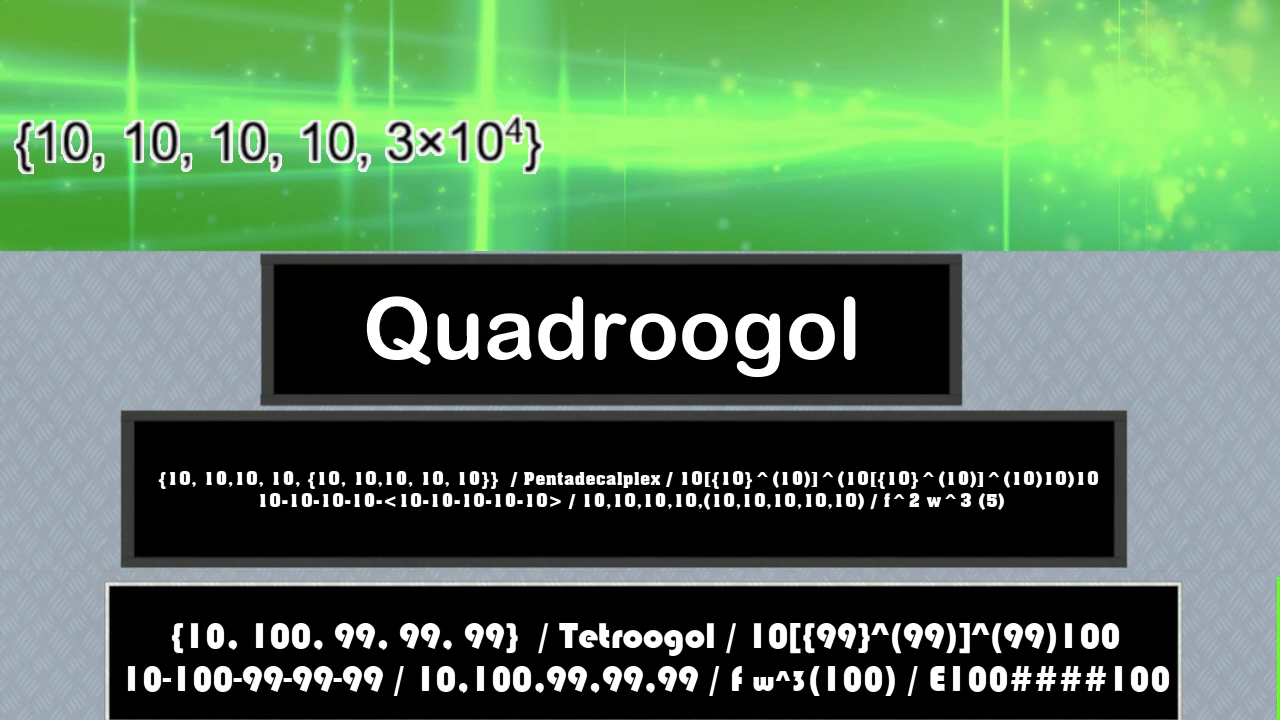 {10, 10, 10, 10, 3×10⁴}
Quadroogol
{10, 10,10, 10, {10, 10,10, 10, 10}} / Pentadecalplex / 10[{10}^(10)]^(10[{10}^(10)]^(10)10)10
10-10-10-10-<10-10-10-10-10> / 10,10,10,10,(10,10,10,10,10) / f^2 w^3 (5)
{10, 100, 99, 99, 99} / Tetroogol / 10[{99}^(99)]^(99)100
10-100-99-99-99 / 10,100,99,99,99 / f w^3(100) / E100####100